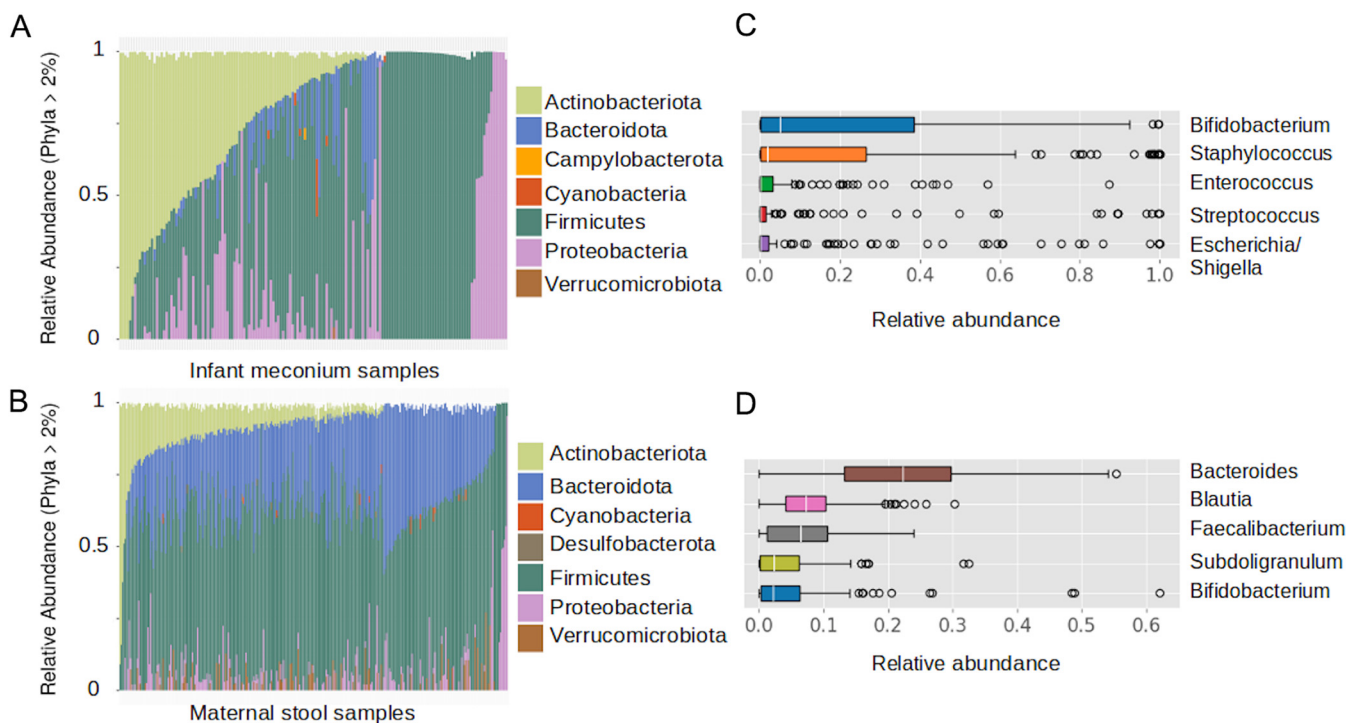 A
Relative Abundance (Phyla > 2%)
1
0.5
0
Infant meconium samples
Actinobacteriota
Bacteroidota
Campylobacterota
Cyanobacteria
Firmicutes
Proteobacteria
Verrucomicrobiota
B
Relative Abundance (Phyla > 2%)
1
0.5
0
Maternal stool samples
Actinobacteriota
Bacteroidota
Cyanobacteria
Desulfobacterota
Firmicutes
Proteobacteria
Verrucomicrobiota
C
Bifidobacterium
Staphylococcus
Enterococcus
Streptococcus
Escherichia/
Shigella
0.0 0.2 0.4 0.6 0.8 1.0
Relative abundance
D
Bacteroides
Blautia
Faecalibacterium
Subdoligranulum
Bifidobacterium
0.0 0.1 0.2 0.3 0.4 0.5 0.6
Relative abundance